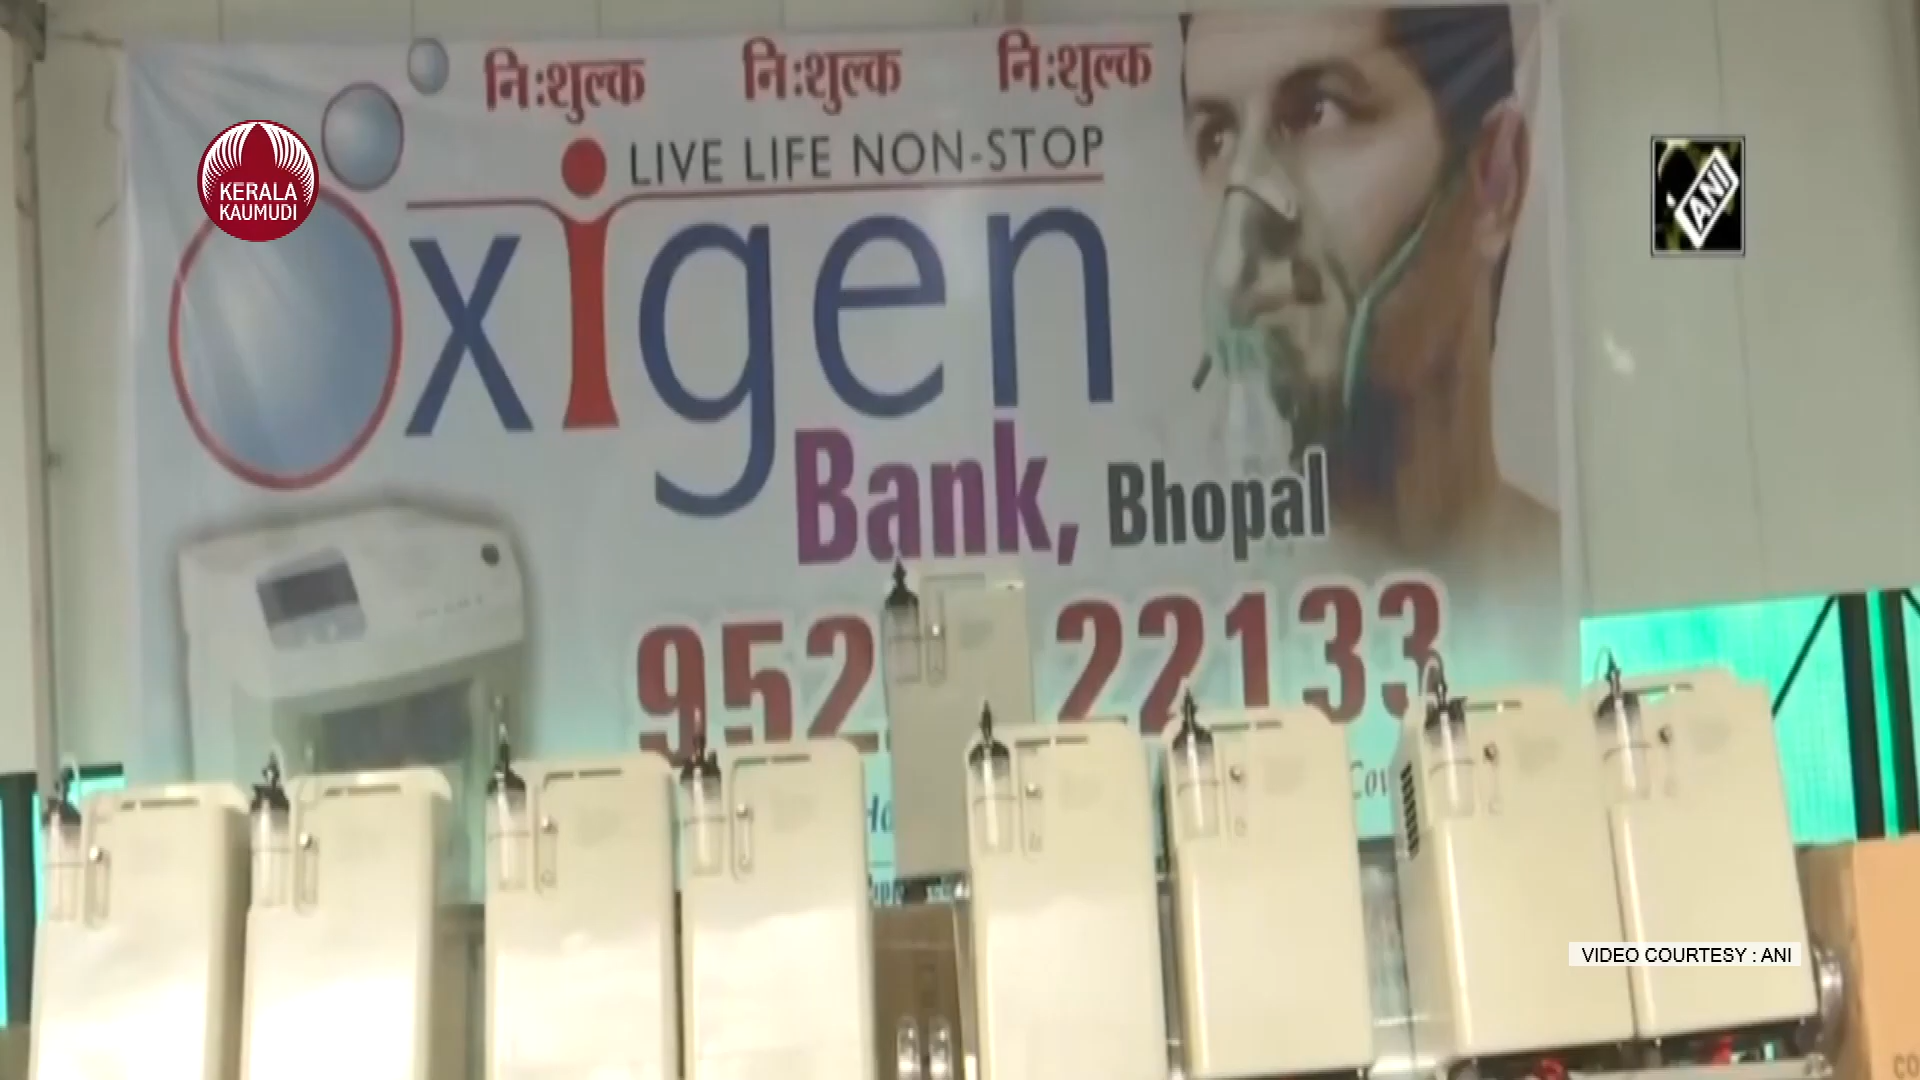 नि:शुल्क नि:शुल्क नि:शुल्क
LIVE LIFE NON-STOP
KERALA
KAUMUDI
ANI
Oxigen
Bank, Bhopal
952 22133
VIDEO COURTESY : ANI